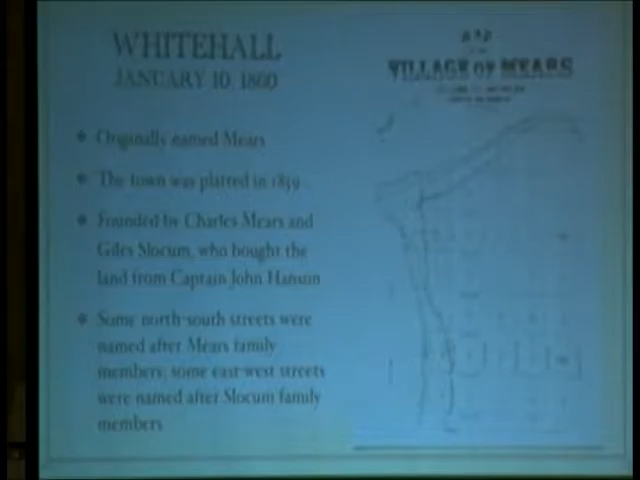 WHITEHALL
JANUARY 10, 1860
Originally named Mears
The town was platted in 1859
Founded by Charles Mears and
Giles Slocum, who bought the
land from Captain John Hanson
Some north-south streets were
named after Mears family
members; some east-west streets
were named after Slocum family
members
MAP
VILLAGE OF MEARS